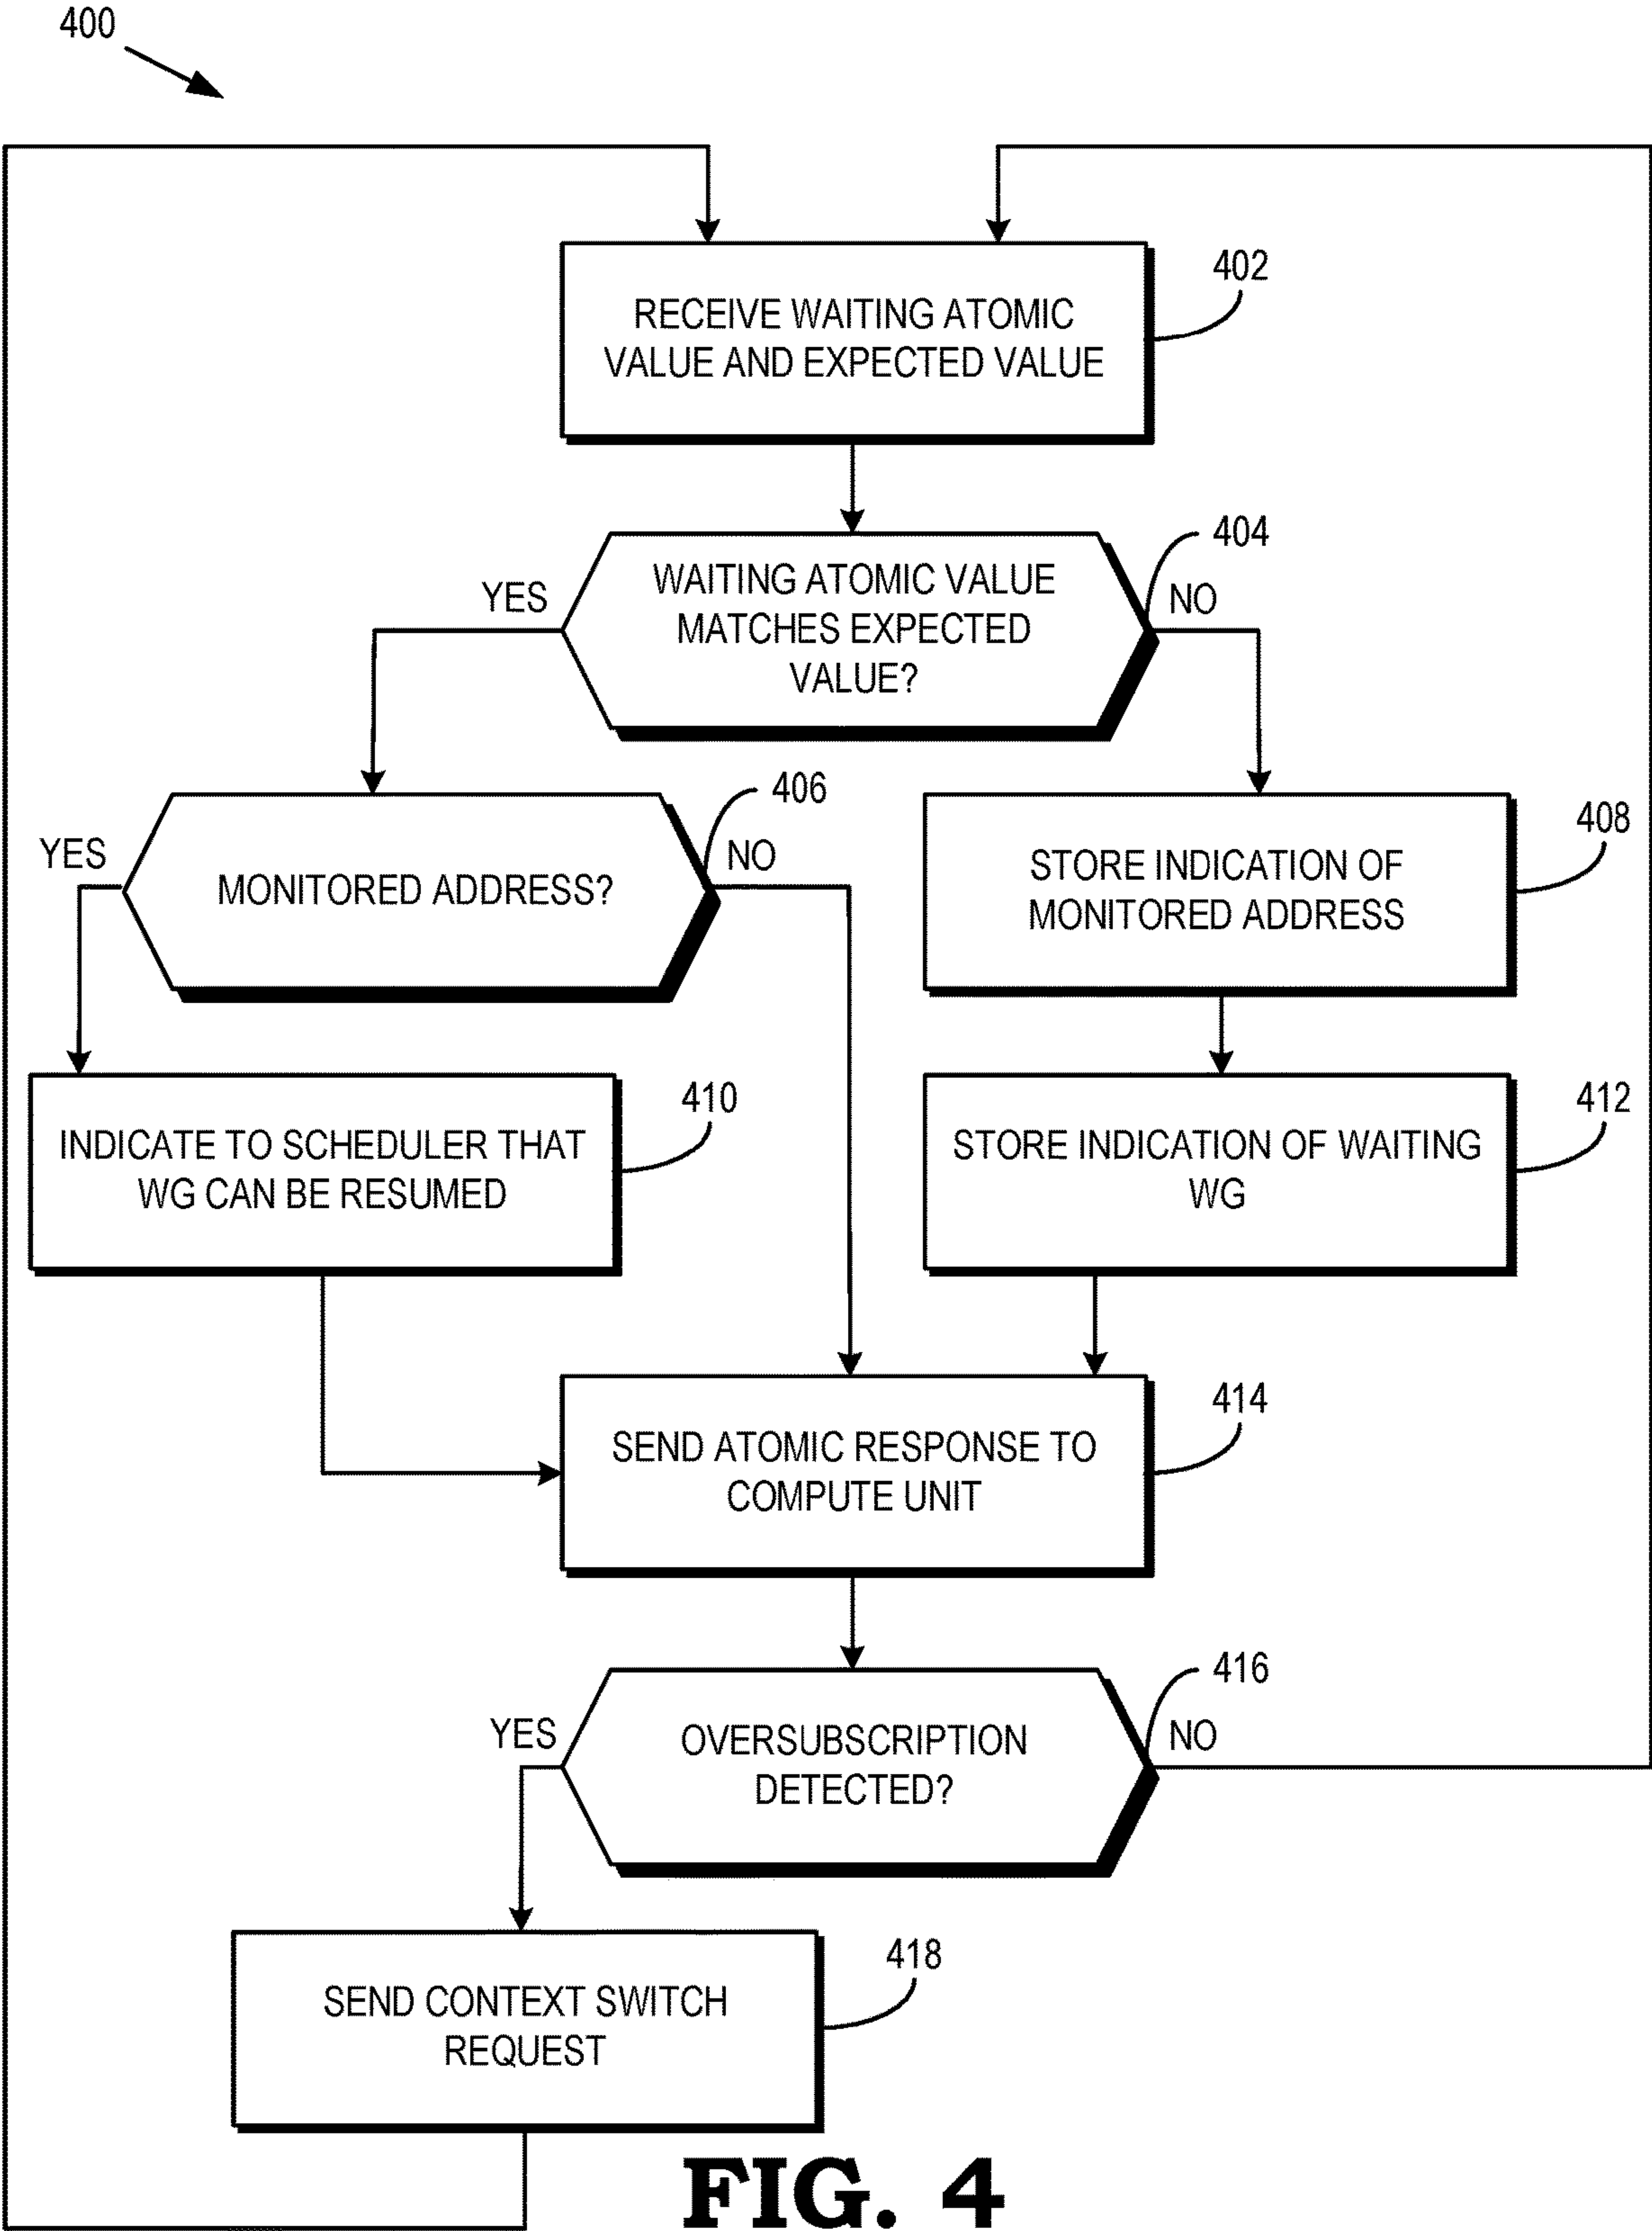 400
402
RECEIVE WAITING ATOMIC
VALUE AND EXPECTED VALUE
404
YES
WAITING ATOMIC VALUE
MATCHES EXPECTED
VALUE?
NO
406
YES
MONITORED ADDRESS?
NO
408
STORE INDICATION OF
MONITORED ADDRESS
410
INDICATE TO SCHEDULER THAT
WG CAN BE RESUMED
412
STORE INDICATION OF WAITING
WG
414
SEND ATOMIC RESPONSE TO
COMPUTE UNIT
416
YES
OVERSUBSCRIPTION
DETECTED?
NO
418
SEND CONTEXT SWITCH
REQUEST
FIG. 4